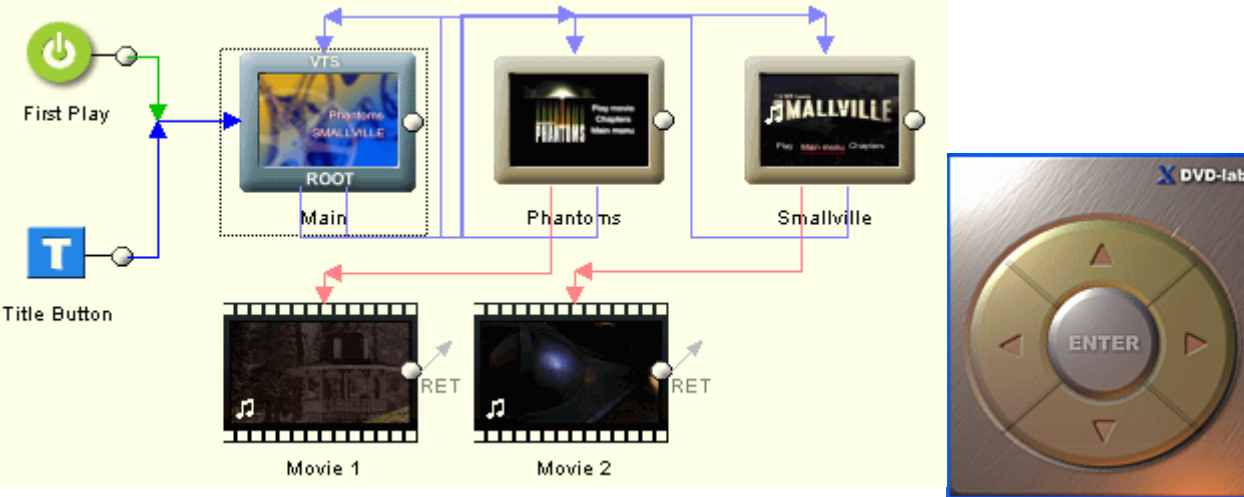 First Play
VTS
Phantoms
SMALLVILLE
ROOT
Main
Play movie
Chapters
Main menu
PHANTOMS
Phantoms
SMALLVILLE
Play Main menu Chapters
Smallville
X DVD-lab
ENTER
T
Title Button
RET
RET
Movie 1
Movie 2